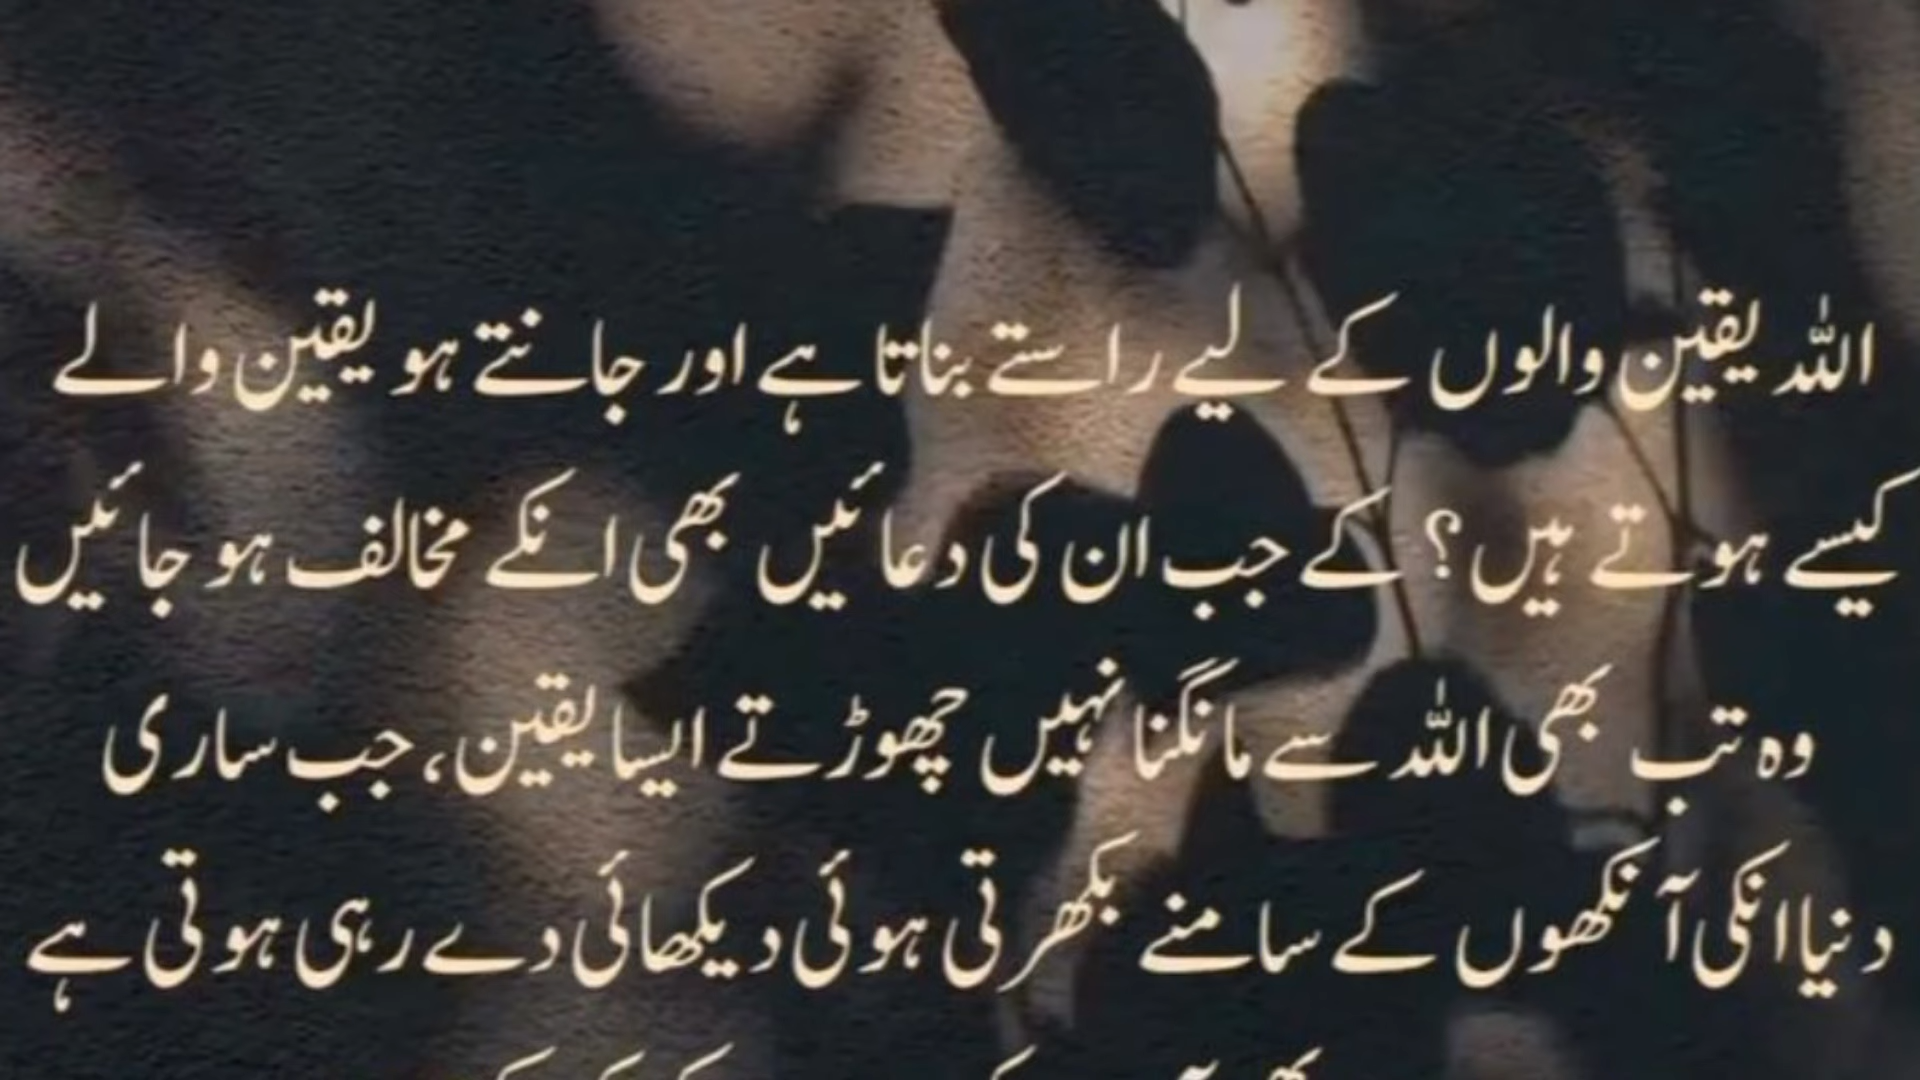 اللہ یقین والوں کے لیے راستے بناتا ہے اور جانتے ہو یقین والے
کیسے ہوتے ہیں؟ کے جب ان کی دعائیں بھی انکے مخالف ہو جائیں
وہ تب بھی اللہ سے مانگنا نہیں چھوڑتے ایسا یقین، جب ساری
دنیا انکی آنکھوں کے سامنے بکھرتی ہوئی دیکھائی دے رہی ہوتی ہے